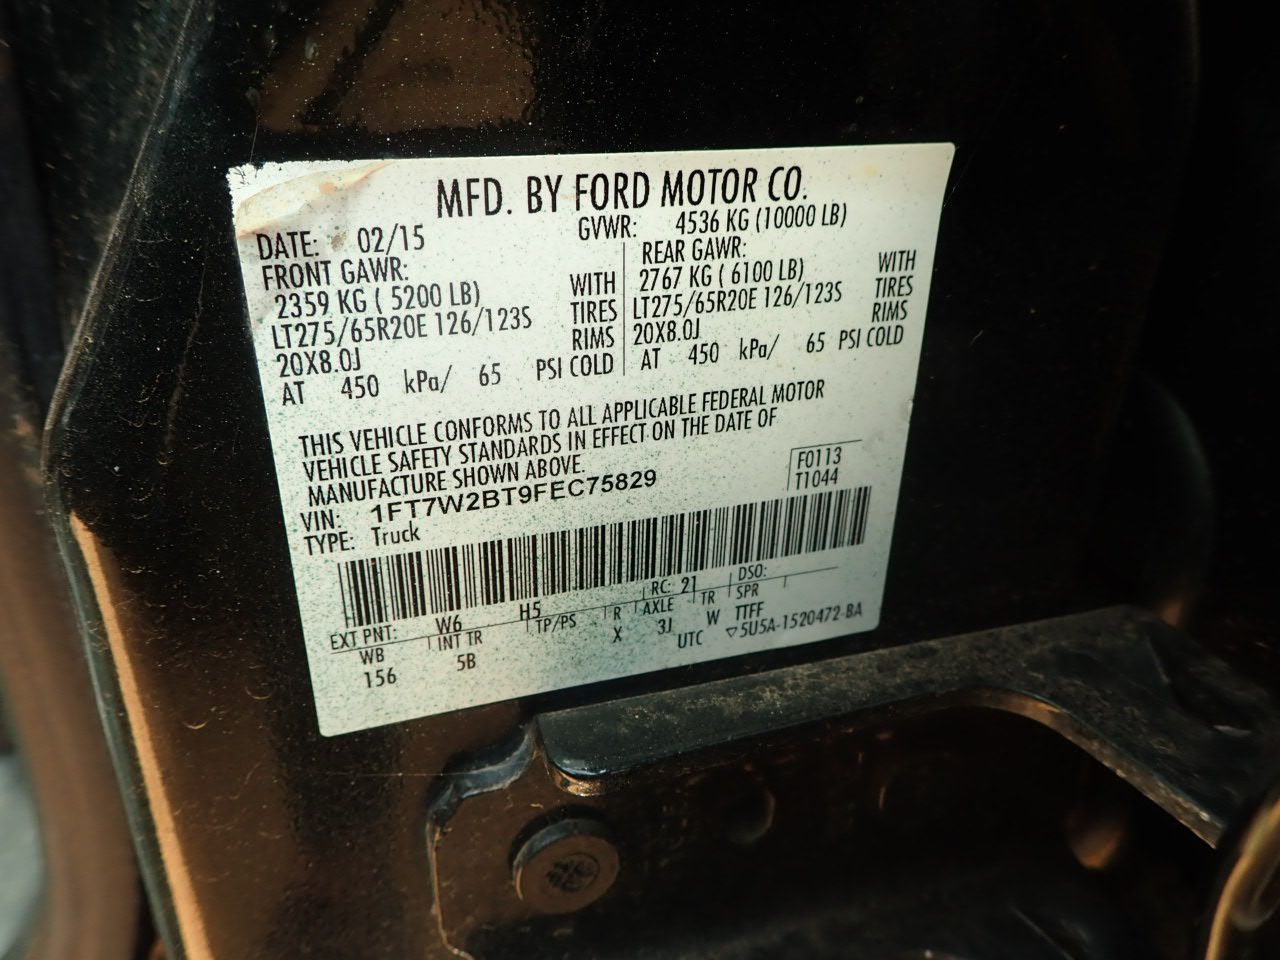 MFD. BY FORD MOTOR CO.
DATE: 02/15 GVWR: 4536 KG (10000 LB)
FRONT GAWR: REAR GAWR:
2359 KG ( 5200 LB) WITH 2767 KG ( 6100 LB) WITH
LT275/65R20E 126/123S TIRES LT275/65R20E 126/123S TIRES
20X8.0J RIMS 20X8.0J RIMS
AT 450 kPa/ 65 PSI COLD AT 450 kPa/ 65 PSI COLD
THIS VEHICLE CONFORMS TO ALL APPLICABLE FEDERAL MOTOR
VEHICLE SAFETY STANDARDS IN EFFECT ON THE DATE OF
MANUFACTURE SHOWN ABOVE.
F0113
VIN: 1FT7W2BT9FEC75829 T1044
TYPE: Truck
EXT PNT: W6 H5 RC: 21 DSO:
WB INT TR TP/PS R AXLE TR SPR
156 5B X 3J W TTFF
UTC ▽5U5A-1520472-BA